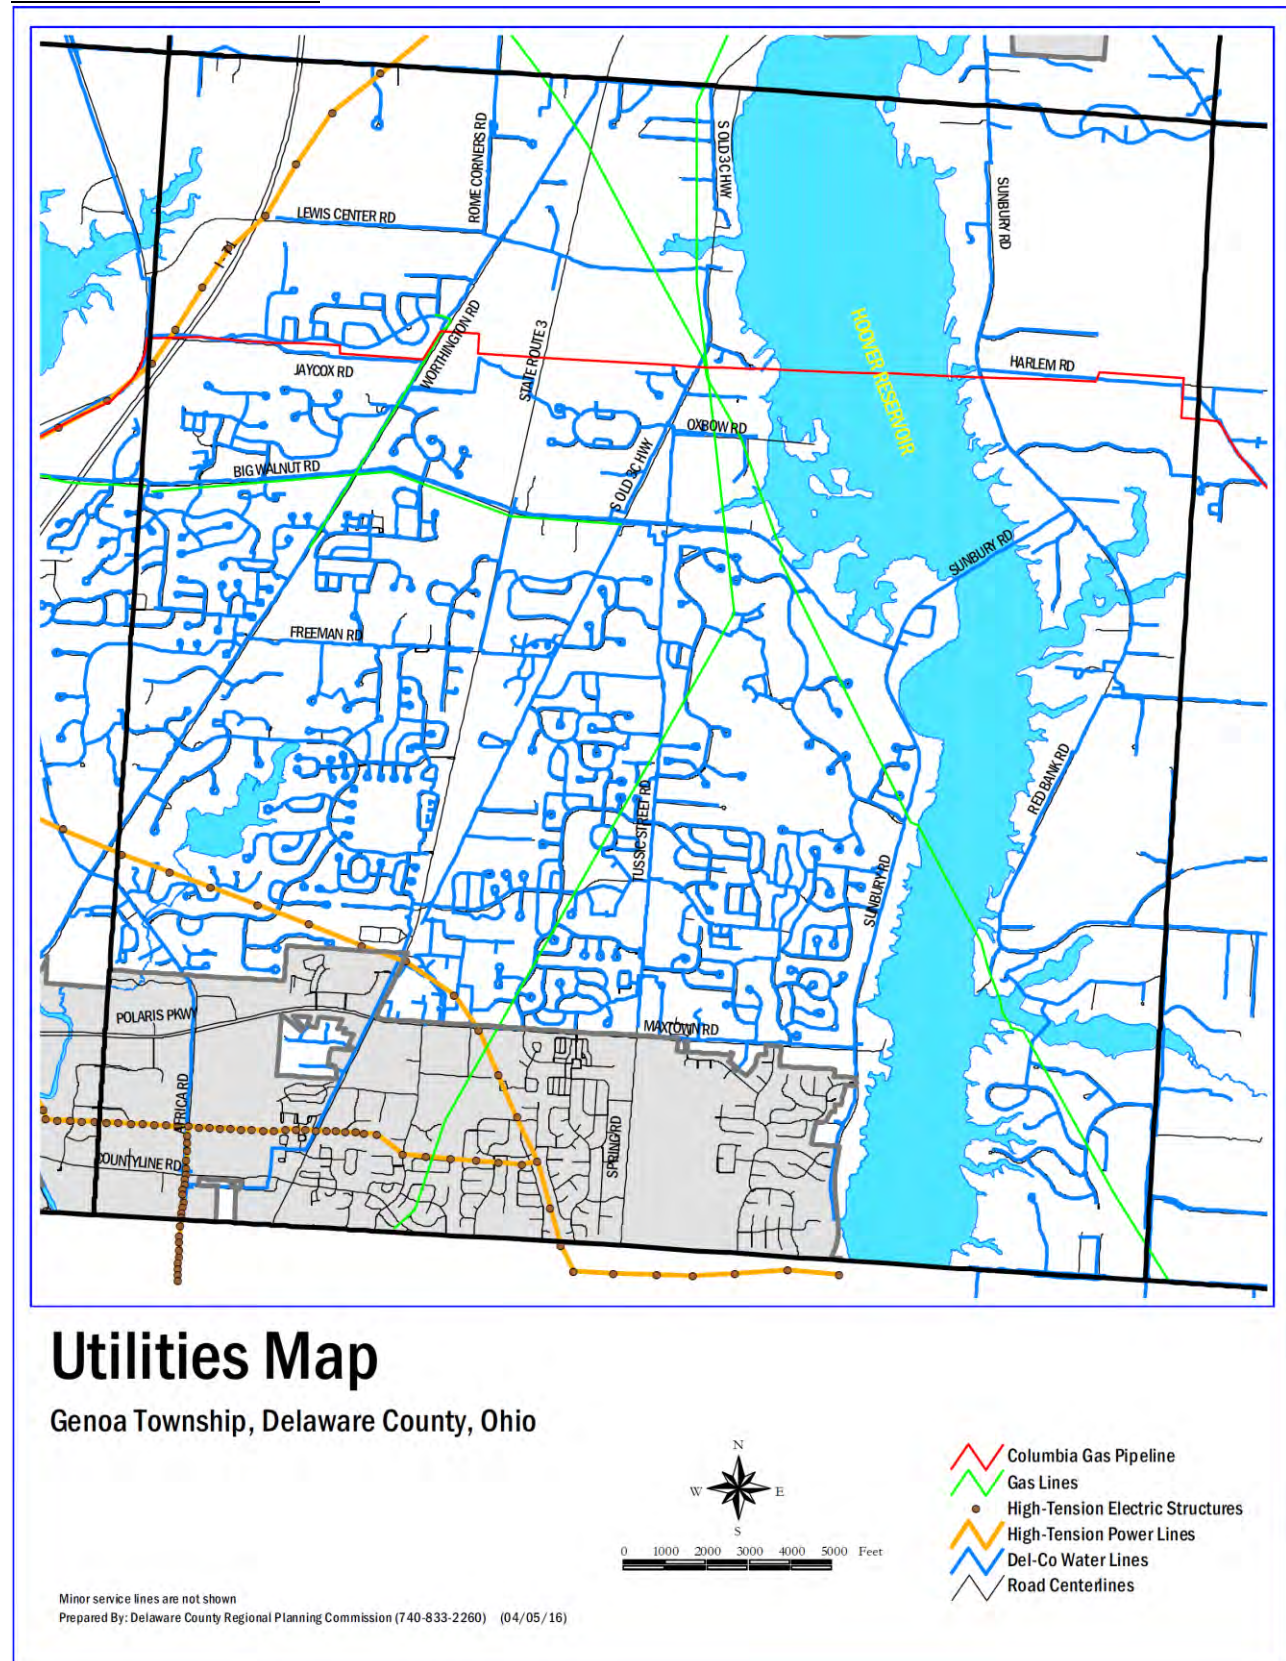 ROME CORNERS RD
S OLD 3C HWY
LEWIS CENTER RD
SUNBURY RD
I-71
WORTHINGTON RD
STATE ROUTE 3
HOOVER RESERVOIR
JAYCOX RD
HARLEM RD
OXBOW RD
BIG WALNUT RD
S OLD 3C HWY
SUNBURY RD
FREEMAN RD
RED BANK RD
TUSSIC STREET RD
SUNBURY RD
POLARIS PKWY
MAXTOWN RD
AFRICA RD
SPRING RD
COUNTYLINE RD
Utilities Map
Genoa Township, Delaware County, Ohio
N
W E
S
0 1000 2000 3000 4000 5000 Feet
Columbia Gas Pipeline
Gas Lines
High-Tension Electric Structures
High-Tension Power Lines
Del-Co Water Lines
Road Centerlines
Minor service lines are not shown
Prepared By: Delaware County Regional Planning Commission (740-833-2260) (04/05/16)